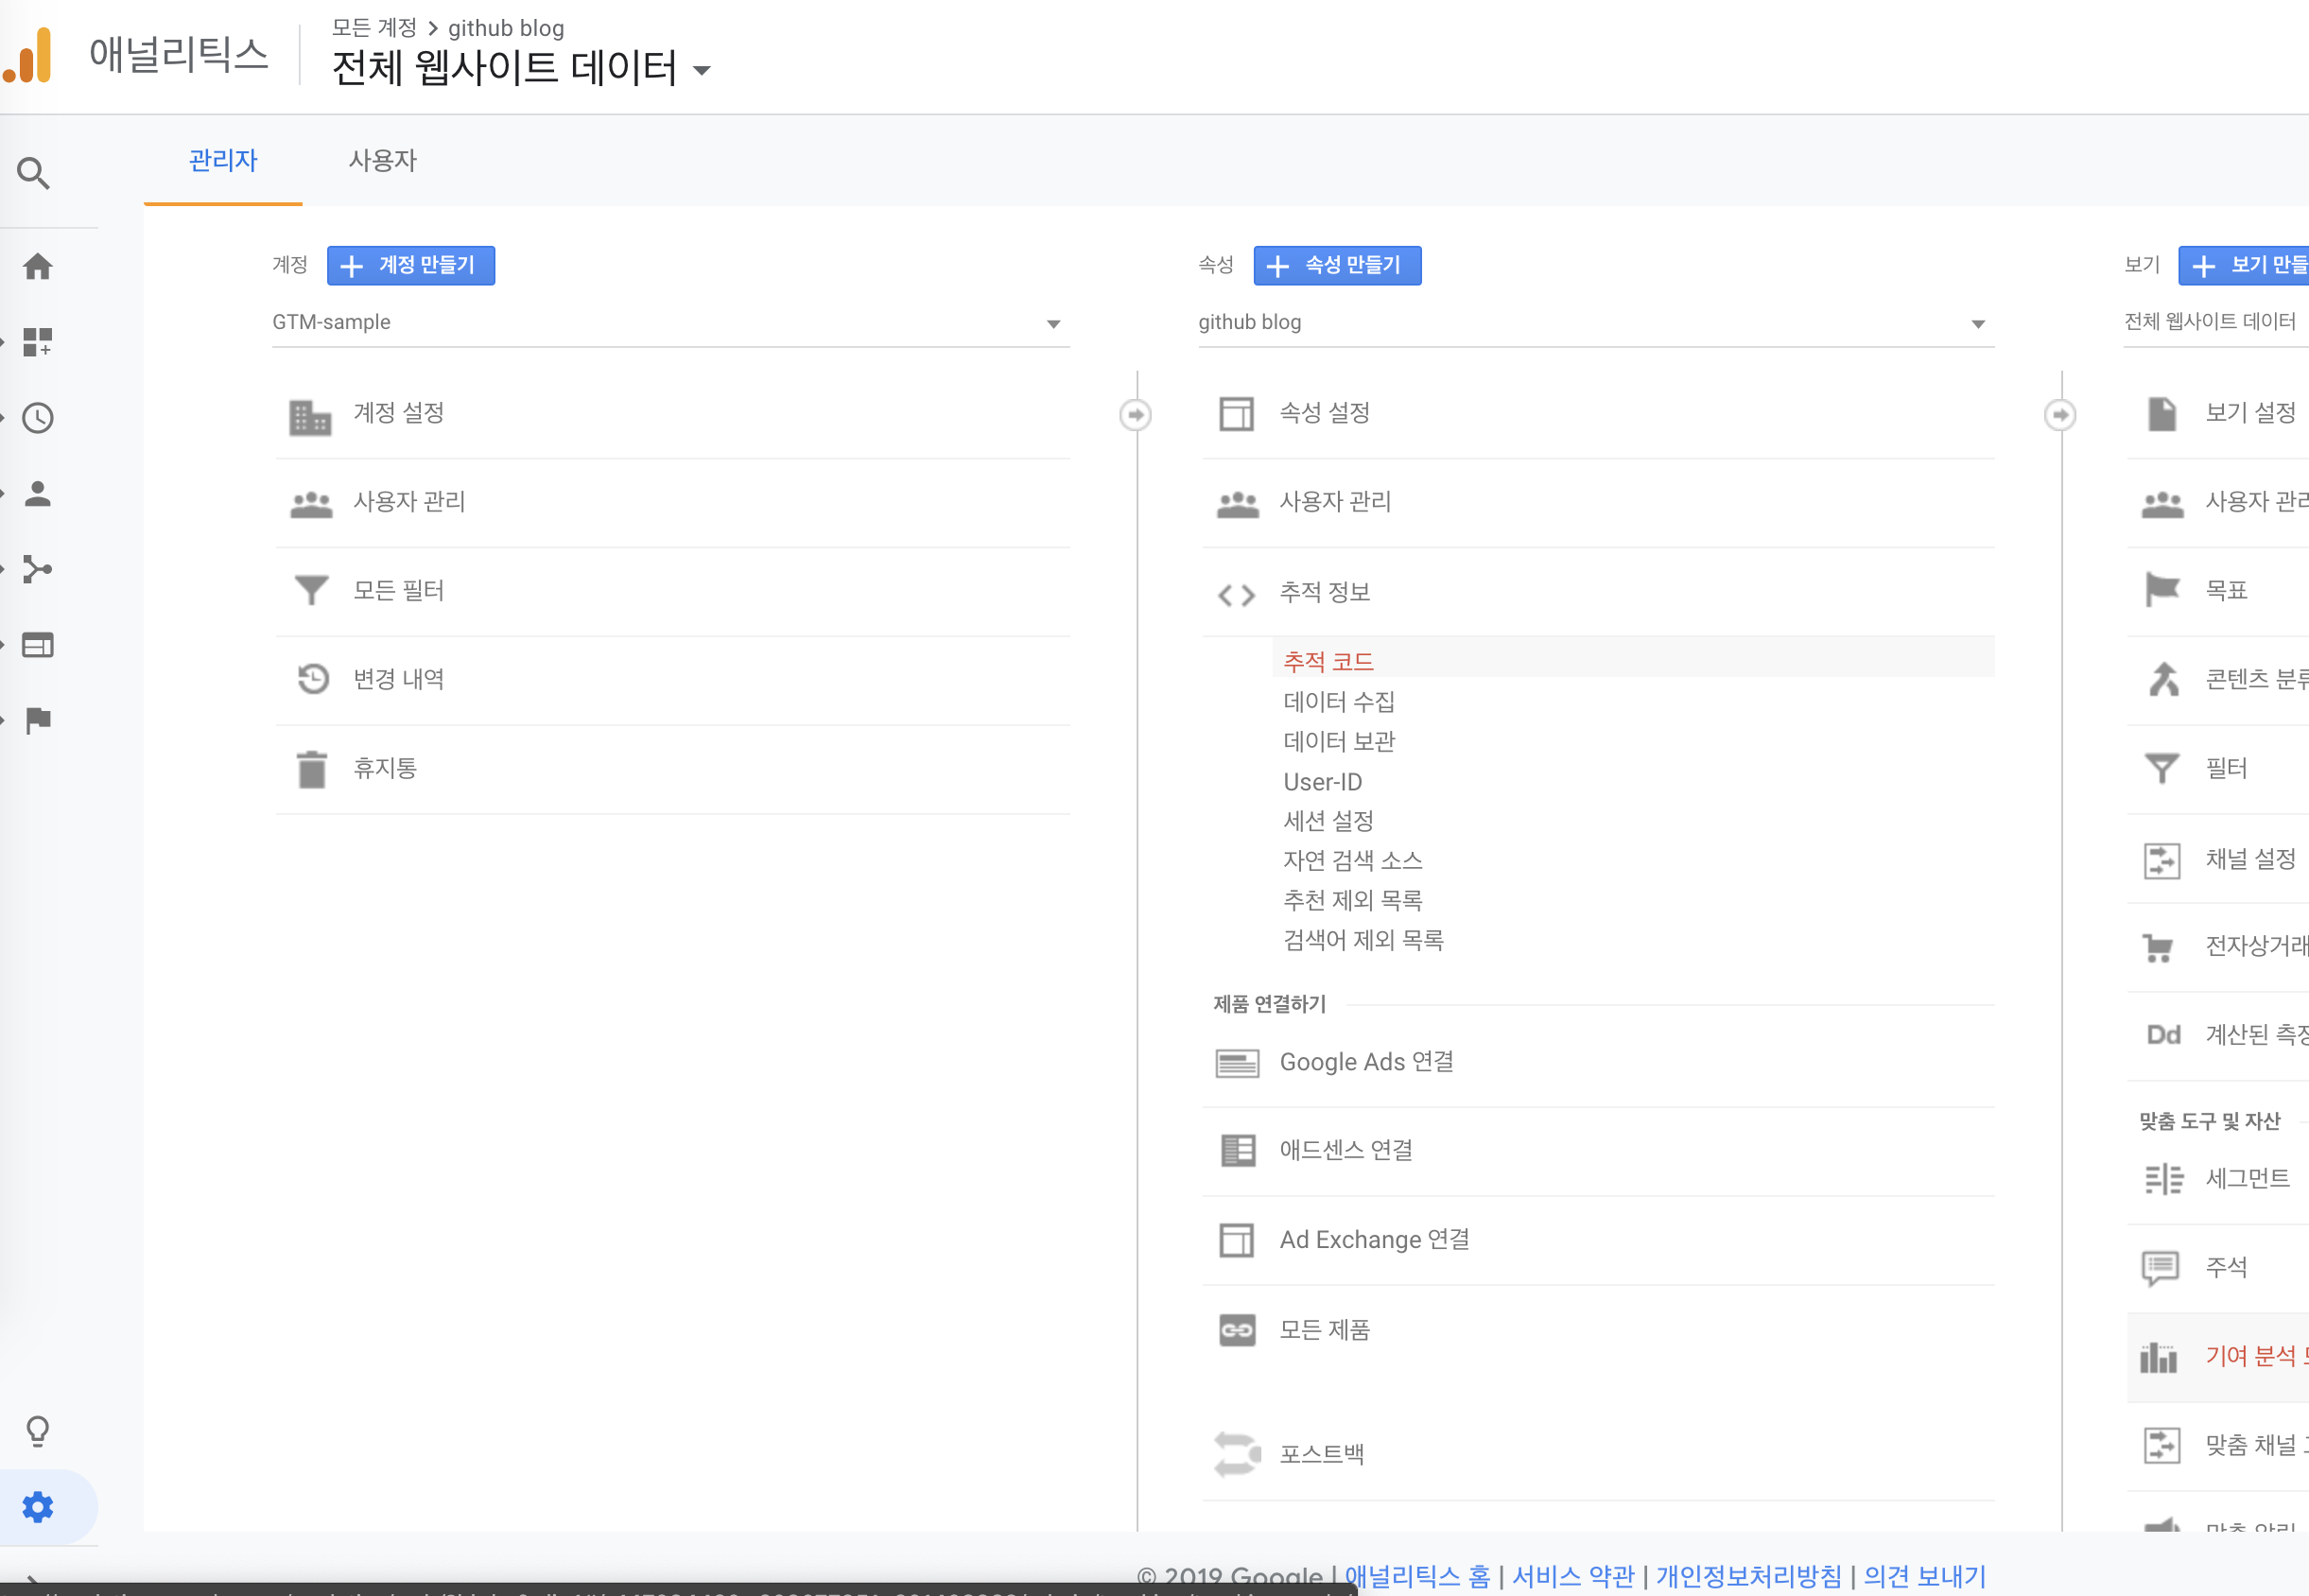 애널리틱스
모든 계정 > github blog
전체 웹사이트 데이터
관리자
사용자
계정
계정 만들기
GTM-sample
계정 설정
사용자 관리
모든 필터
변경 내역
휴지통
속성
속성 만들기
github blog
속성 설정
사용자 관리
추적 정보
추적 코드
데이터 수집
데이터 보관
User-ID
세션 설정
자연 검색 소스
추천 제외 목록
검색어 제외 목록
제품 연결하기
Google Ads 연결
애드센스 연결
Ad Exchange 연결
모든 제품
포스트백
보기
보기 만들
전체 웹사이트 데이터
보기 설정
사용자 관리
목표
콘텐츠 분류
필터
채널 설정
전자상거래
Dd
계산된 측정
맞춤 도구 및 자산
세그먼트
주석
기여 분석
맞춤 채널
© 2019 Google | 애널리틱스 홈 | 서비스 약관 | 개인정보처리방침 | 의견 보내기